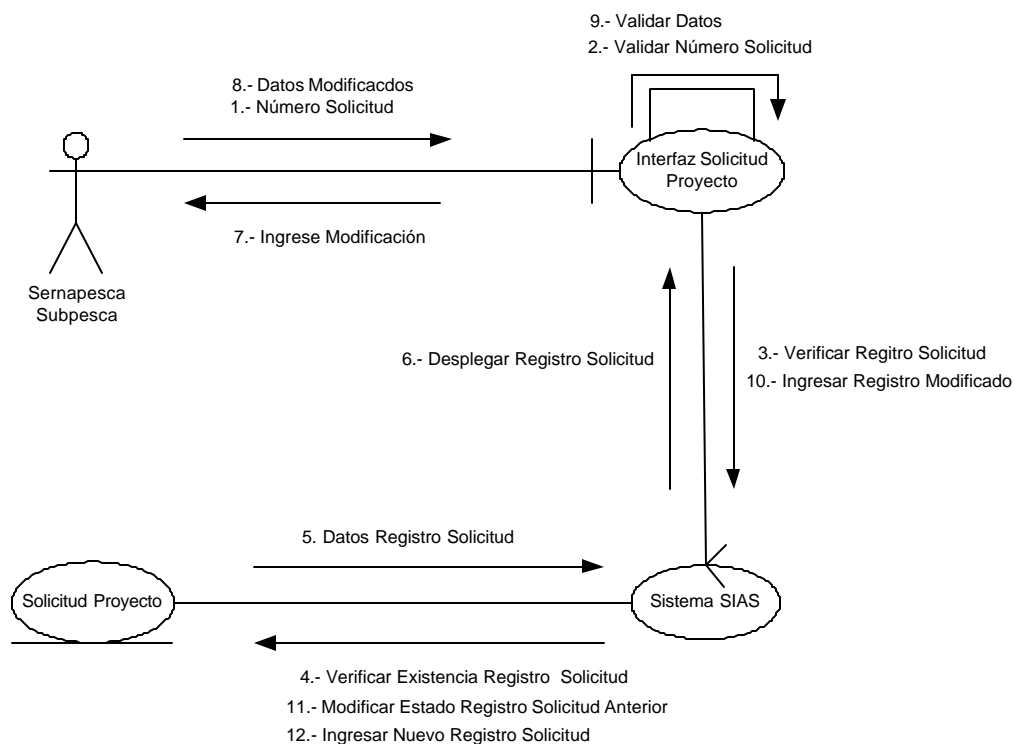 9.- Validar Datos
2.- Validar Número Solicitud
8.- Datos Modificacdos
1.- Número Solicitud
Interfaz Solicitud
Proyecto
7.- Ingrese Modificación
Sernapesca
Subpesca
6.- Desplegar Registro Solicitud
3.- Verificar Regitro Solicitud
10.- Ingresar Registro Modificado
5. Datos Registro Solicitud
Solicitud Proyecto
Sistema SIAS
4.- Verificar Existencia Registro Solicitud
11.- Modificar Estado Registro Solicitud Anterior
12.- Ingresar Nuevo Registro Solicitud